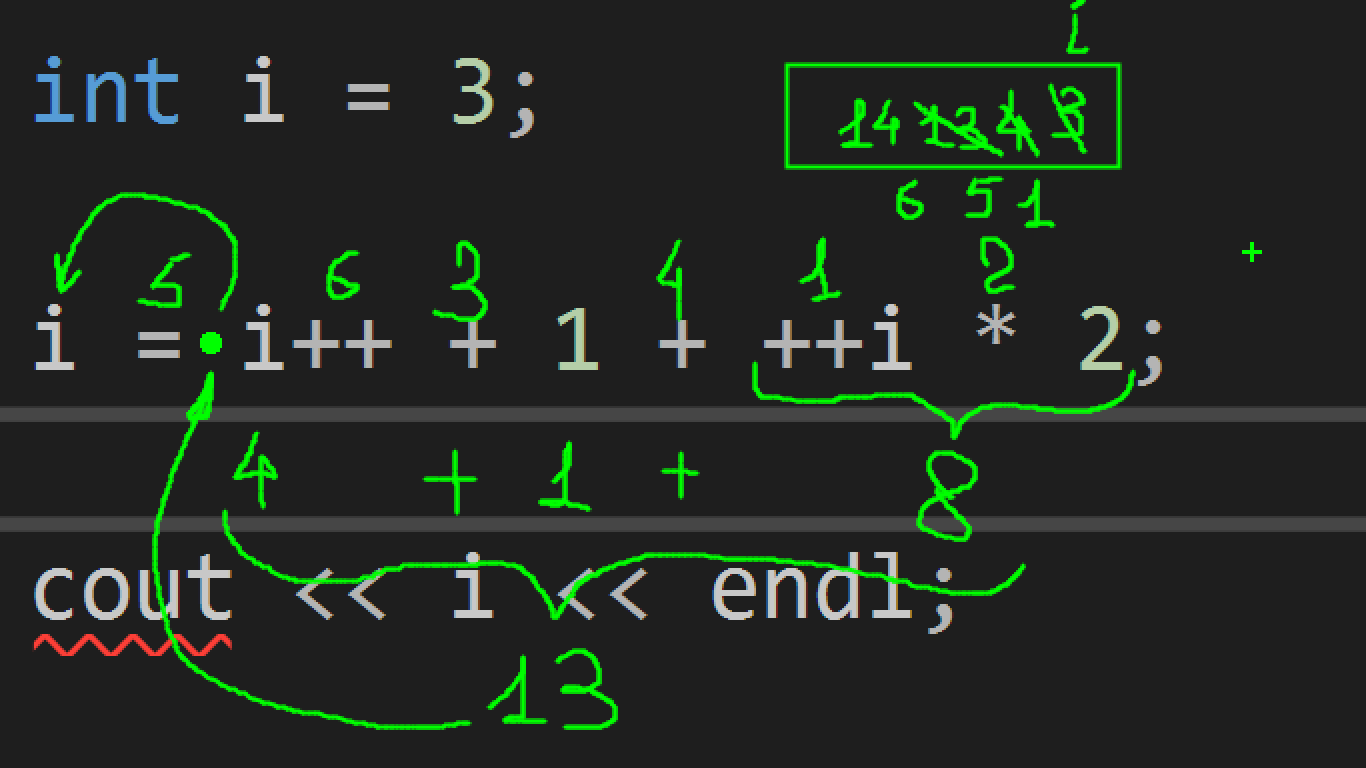 i
int i = 3;
14 13 4 3
6 5 1
5 6 3 4 1 2
+
i = i++ + 1 + ++i * 2;
4 + 1 + 8
cout << i << endl;
13